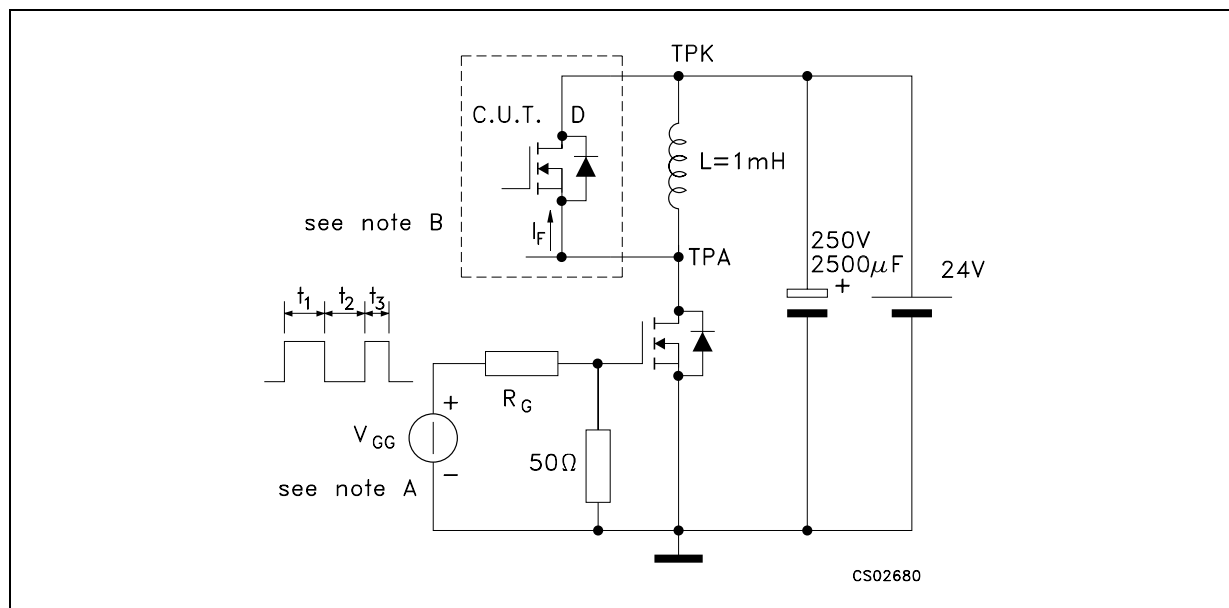 TPK
C.U.T. D
L=1mH
see note B
I_F
TPA
250V
2500μF
+
24V
t₁ t₂ t₃
R_G
+
V_GG
-
50Ω
see note A
CS02680